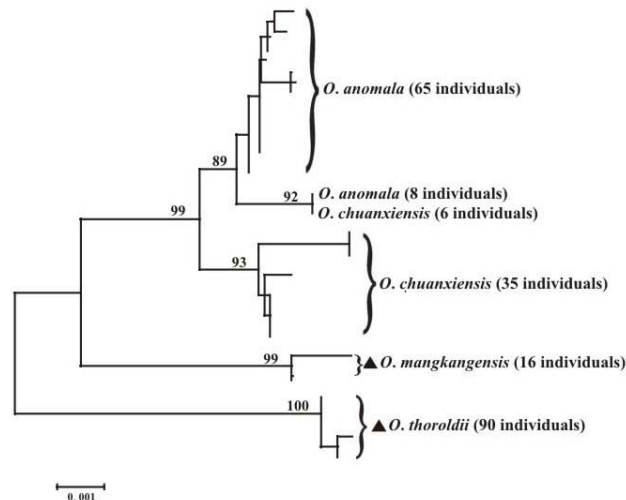 O. anomala (65 individuals)
89
92
O. anomala (8 individuals)
O. chuanxiensis (6 individuals)
99
93
O. chuanxiensis (35 individuals)
99
▲ O. mangkangensis (16 individuals)
100
▲ O. thoroldii (90 individuals)
0.001